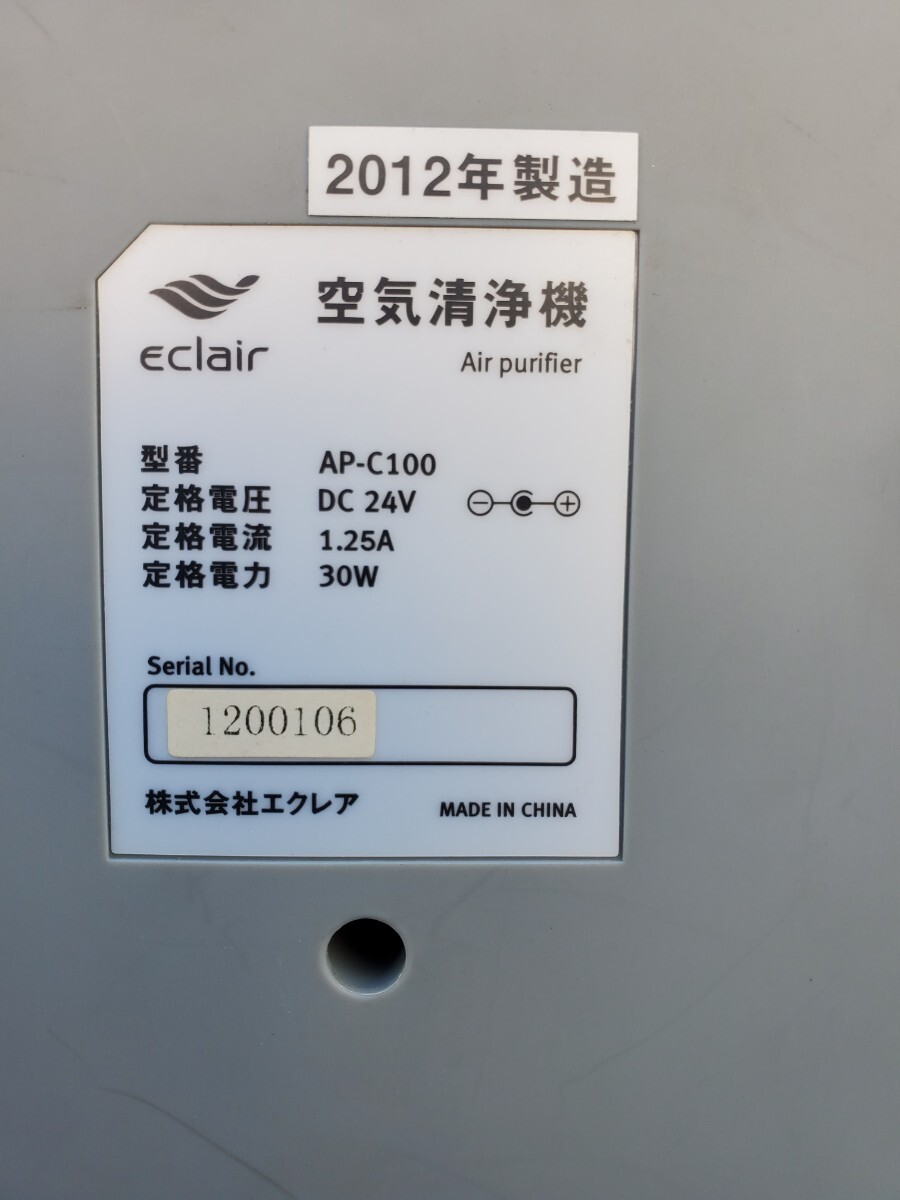 2012年製造
eclair
空気清浄機
Air purifier
型番 AP-C100
定格電圧 DC 24V
定格電流 1.25A
定格電力 30W
Serial No.
1200106
株式会社エクレア
MADE IN CHINA